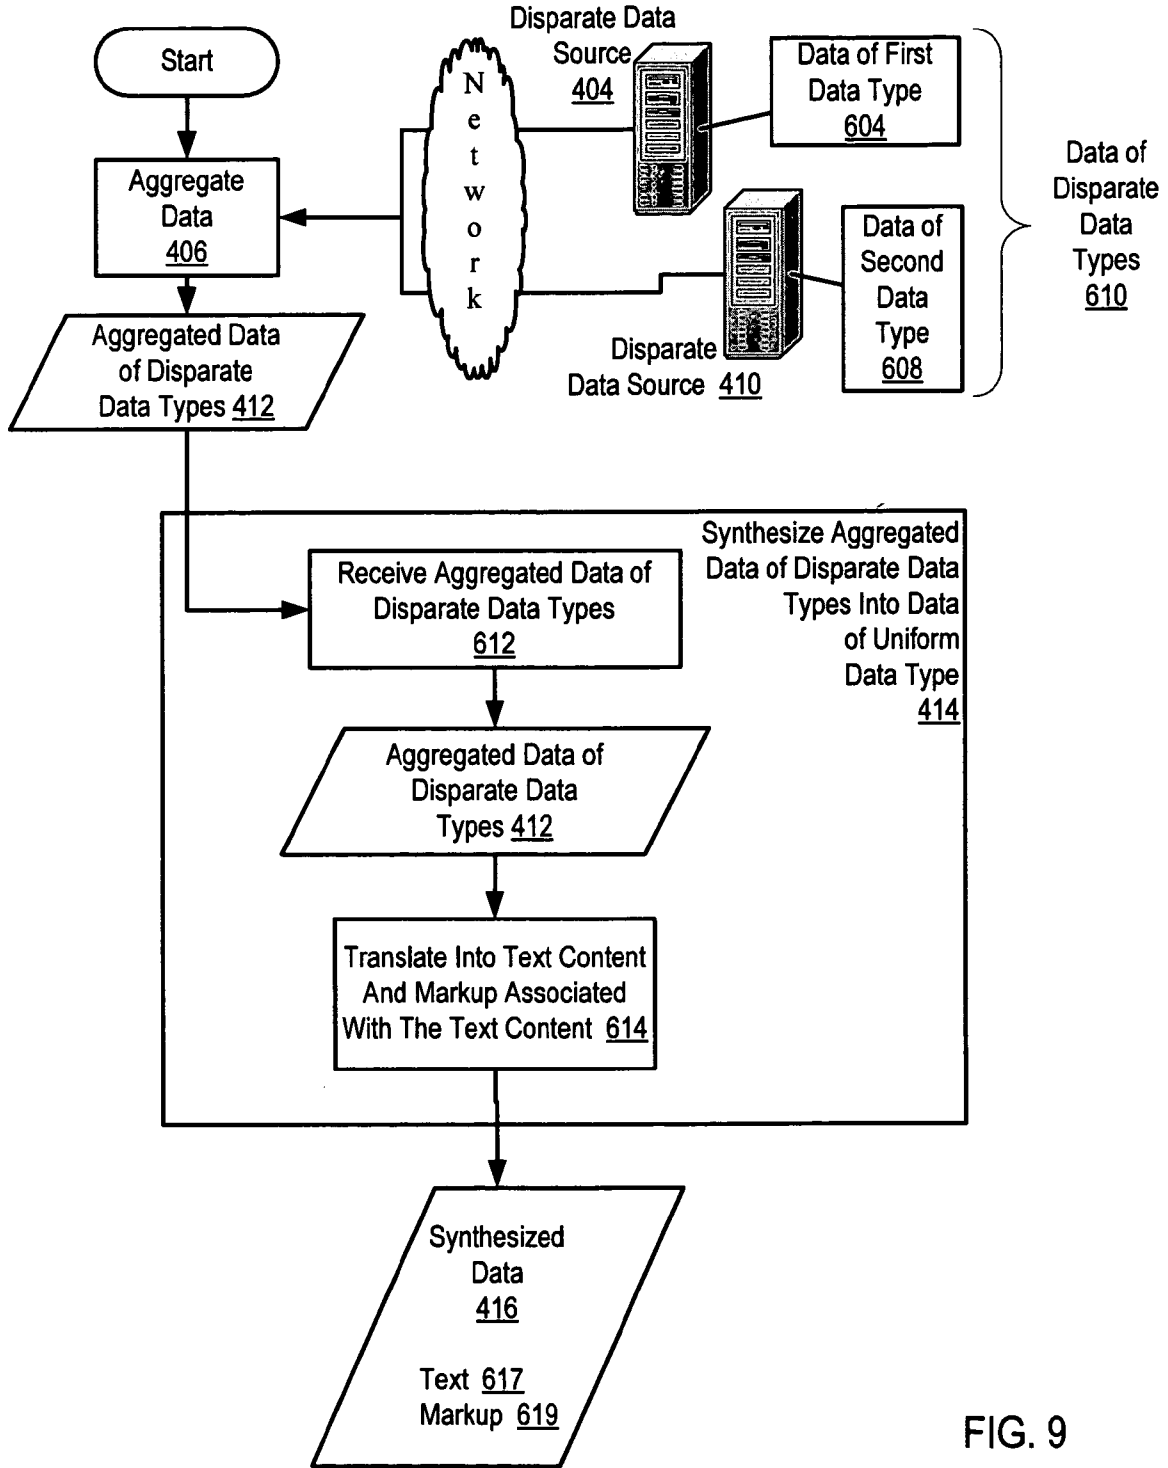 Start
Aggregate
Data
406
Aggregated Data
of Disparate
Data Types 412
Network
Disparate Data
Source
404
Data of First
Data Type
604
Disparate
Data Source 410
Data of
Second
Data
Type
608
Data of
Disparate
Data
Types
610
Synthesize Aggregated
Data of Disparate Data
Types Into Data
of Uniform
Data Type
414
Receive Aggregated Data of
Disparate Data Types
612
Aggregated Data of
Disparate Data
Types 412
Translate Into Text Content
And Markup Associated
With The Text Content 614
Synthesized
Data
416
Text 617
Markup 619
FIG. 9